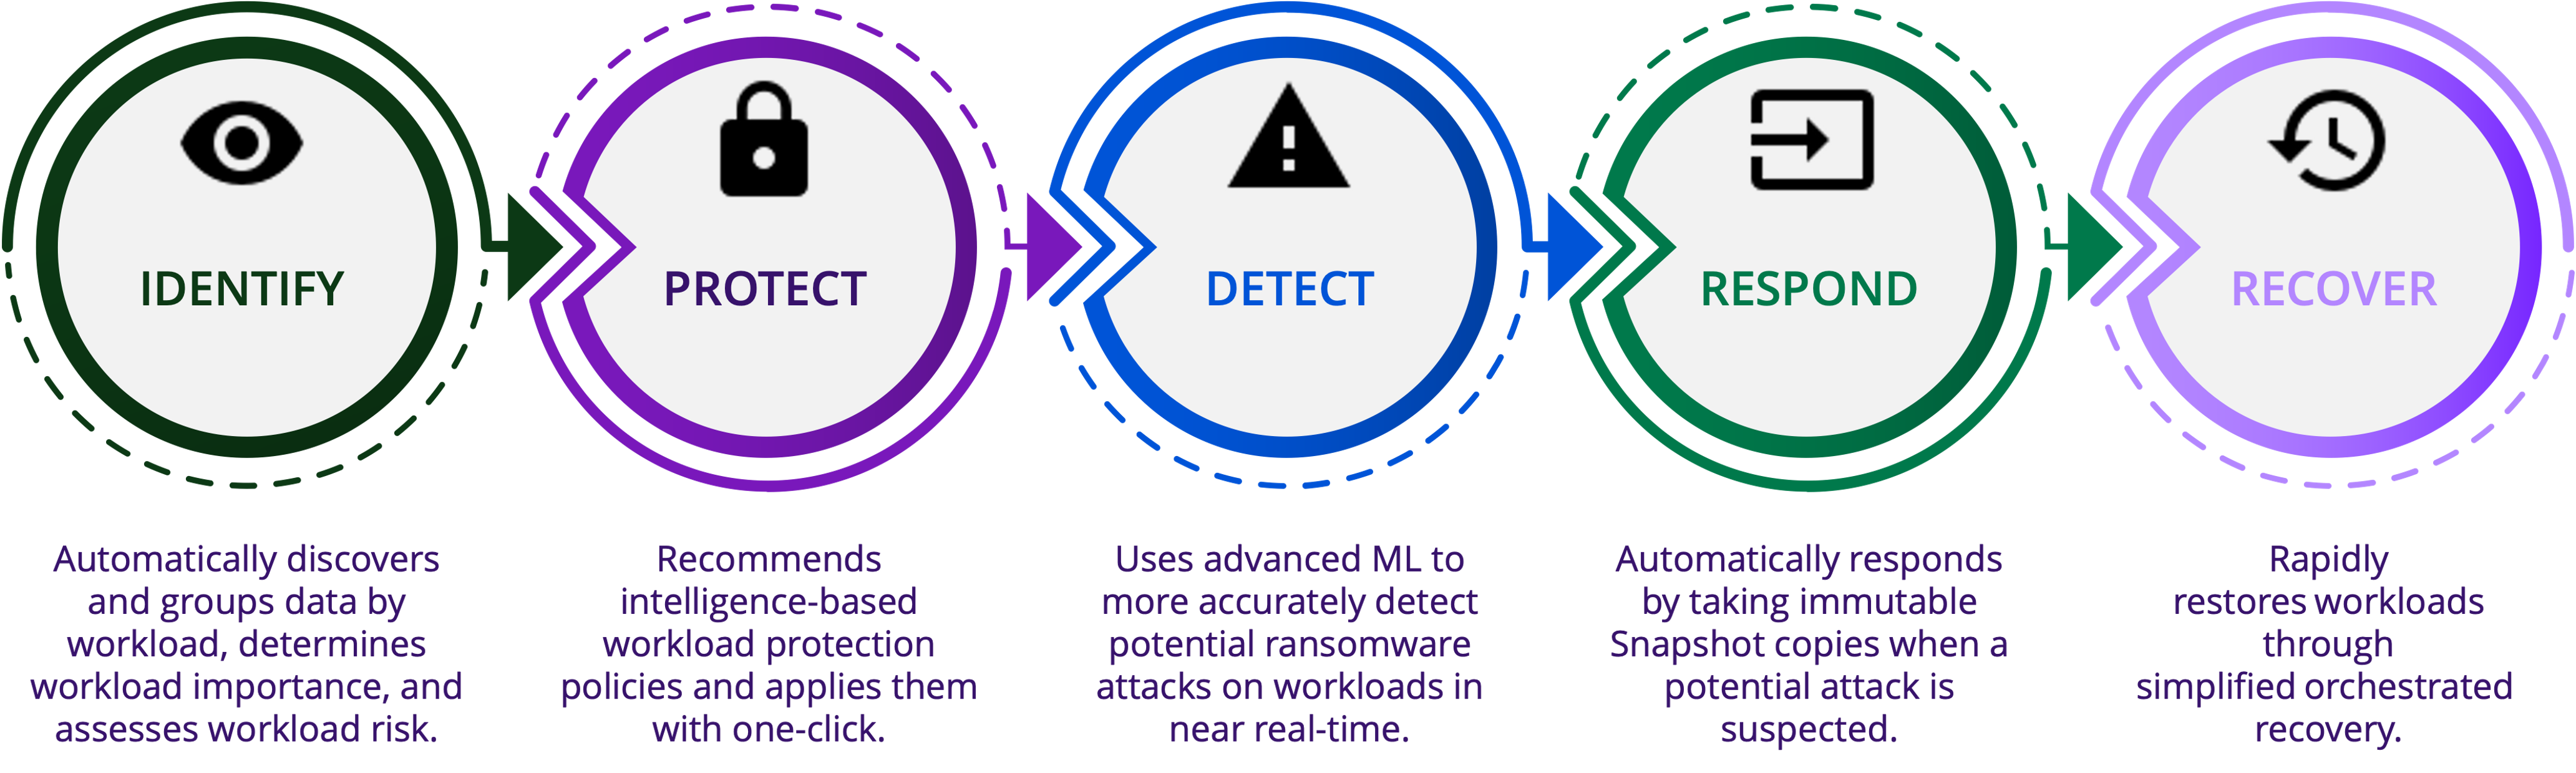 IDENTIFY
Automatically discovers
and groups data by
workload, determines
workload importance, and
assesses workload risk.
PROTECT
Recommends
intelligence-based
workload protection
policies and applies them
with one-click.
DETECT
Uses advanced ML to
more accurately detect
potential ransomware
attacks on workloads in
near real-time.
RESPOND
Automatically responds
by taking immutable
Snapshot copies when a
potential attack is
suspected.
RECOVER
Rapidly
restores workloads
through
simplified orchestrated
recovery.